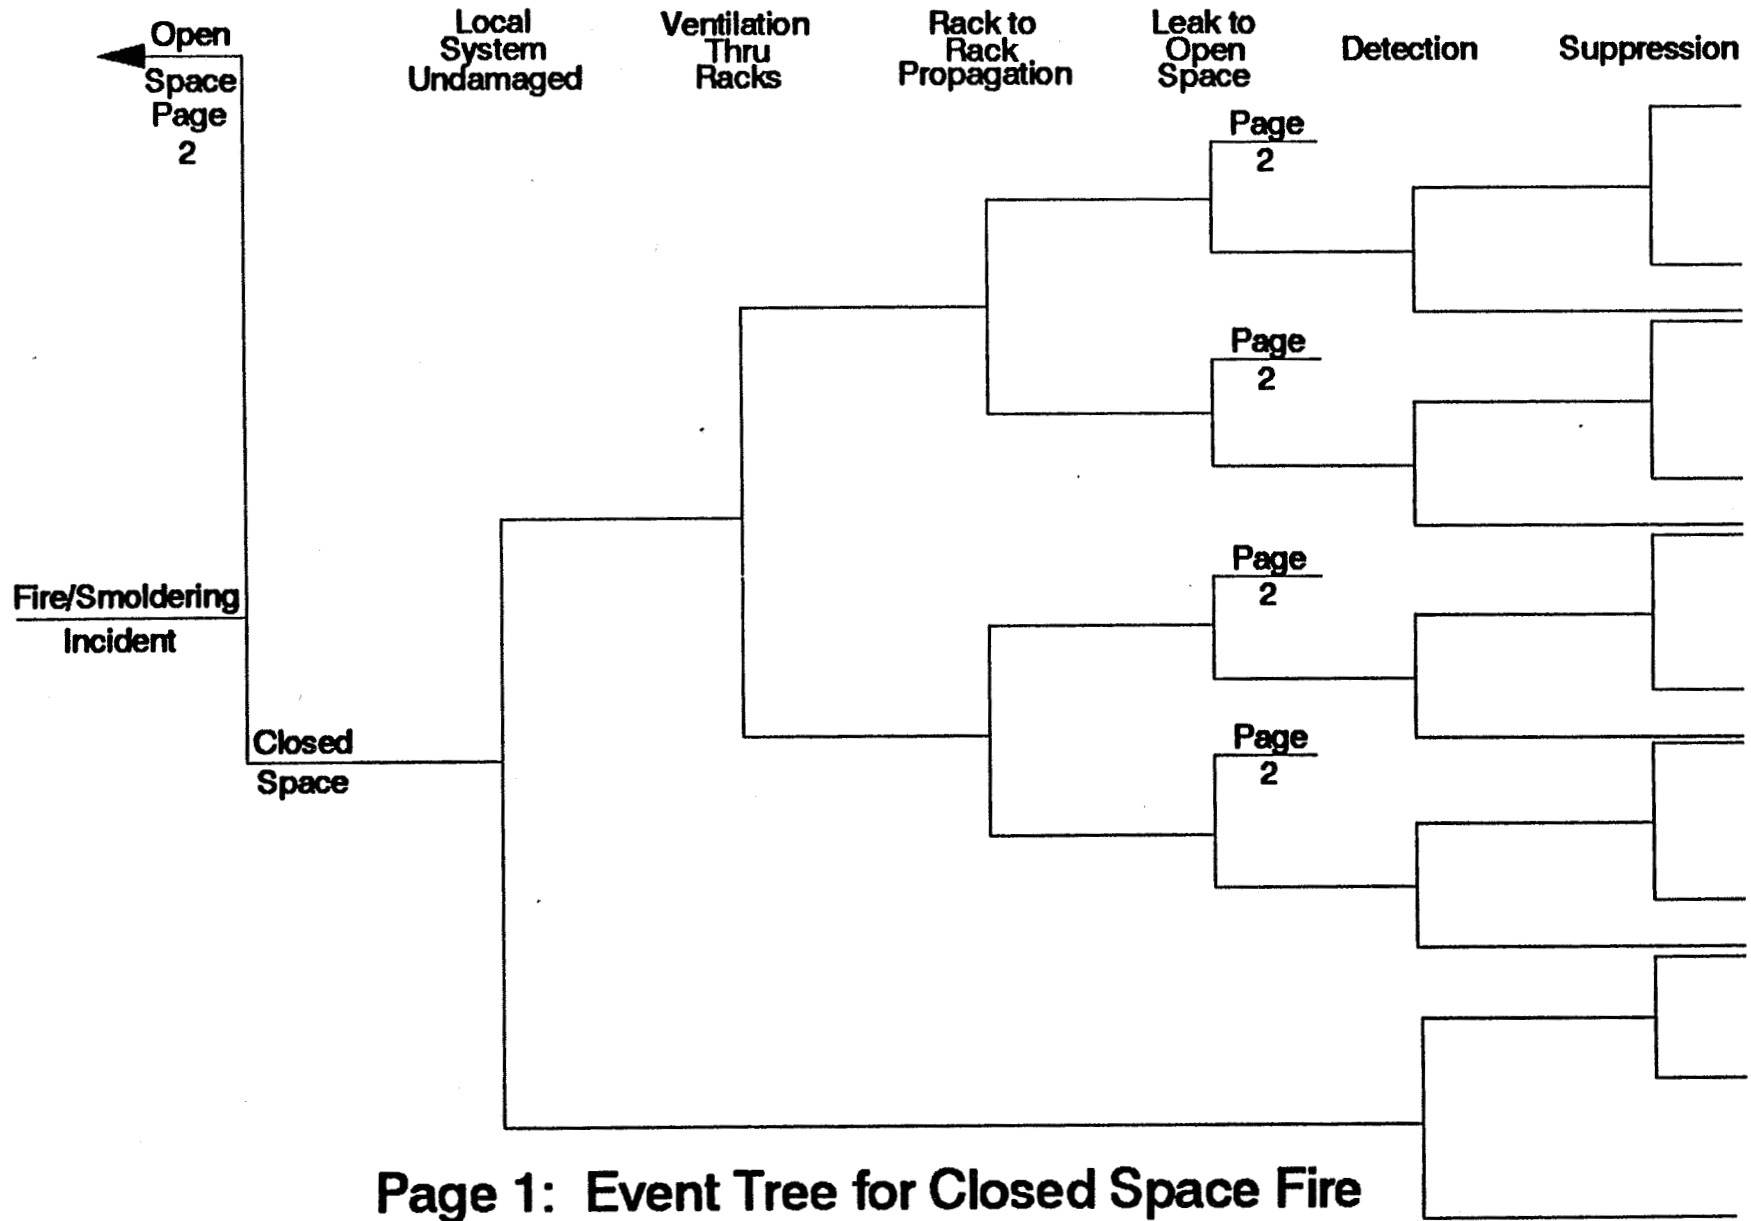 Open
Space
Page
2
Local
System
Undamaged
Ventilation
Thru
Racks
Rack to
Rack
Propagation
Leak to
Open
Space
Detection
Suppression
Page
2
Page
2
Page
2
Page
2
Fire/Smoldering
Incident
Closed
Space
Page 1: Event Tree for Closed Space Fire